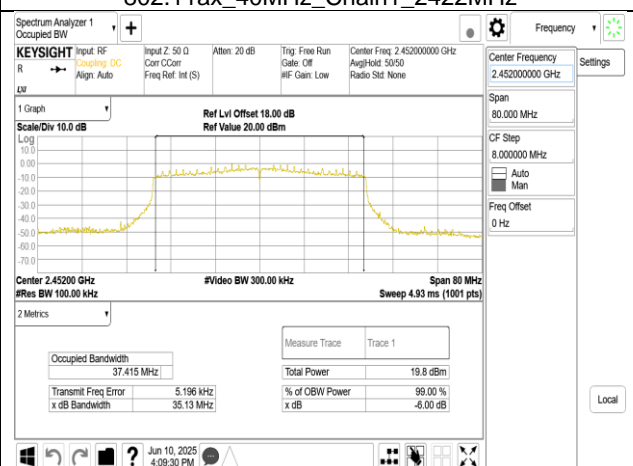 802.11ax_40MHz_Chain1_2422MHz
Spectrum Analyzer 1
Occupied BW
Frequency
KEYSIGHT Input: RF Input Z: 50 Ω Atten: 20 dB Trig: Free Run Center Freq: 2.452000000 GHz
R Coupling: DC Corr CCorr Gate: Off Avg|Hold: 50/50
Align: Auto Freq Ref: Int (S) #IF Gain: Low Radio Std: None
LXI
Center Frequency
2.452000000 GHz
Settings
Span
80.000 MHz
CF Step
8.000000 MHz
Auto
Man
Freq Offset
0 Hz
Local
1 Graph
Ref Lvl Offset 18.00 dB
Scale/Div 10.0 dB Ref Value 20.00 dBm
Log
10.0
0.00
-10.0
-20.0
-30.0
-40.0
-50.0
-60.0
-70.0
Center 2.45200 GHz #Video BW 300.00 kHz Span 80 MHz
#Res BW 100.00 kHz Sweep 4.93 ms (1001 pts)
2 Metrics
Measure Trace Trace 1
Occupied Bandwidth
37.415 MHz Total Power 19.8 dBm
Transmit Freq Error 5.196 kHz % of OBW Power 99.00 %
x dB Bandwidth 35.13 MHz x dB -6.00 dB
Jun 10, 2025
4:09:30 PM